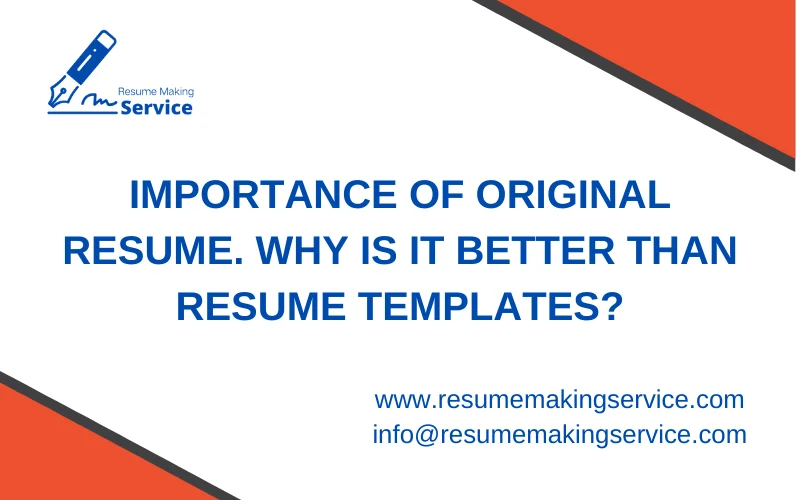 Resume Making
Service
IMPORTANCE OF ORIGINAL
RESUME. WHY IS IT BETTER THAN
RESUME TEMPLATES?
www.resumemakingservice.com
info@resumemakingservice.com